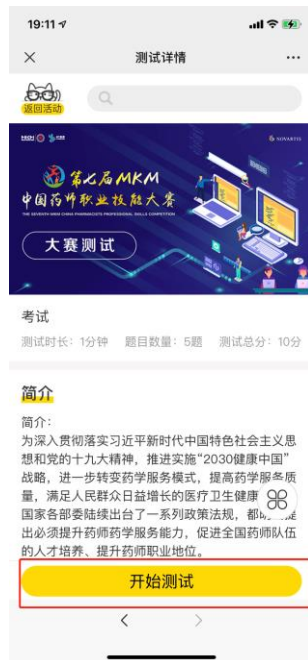 19:11
测试详情
返回活动
NOVARTIS
第七届MKM
中国药师职业技能大赛
THE SEVENTH MKM CHINA PHARMACISTS PROFESSIONAL SKILLS COMPETITION
大赛测试
考试
测试时长：1分钟 题目数量：5题 测试总分：10分
简介
简介：
为深入贯彻落实习近平新时代中国特色社会主义思
想和党的十九大精神，推进实施“2030健康中国”
战略，进一步转变药学服务模式，提高药学服务质
量，满足人民群众日益增长的医疗卫生健康
国家各部委陆续出台了一系列政策法规，都
出必须提升药师药学服务能力，促进全国药师队伍
的人才培养、提升药师职业地位。
开始测试